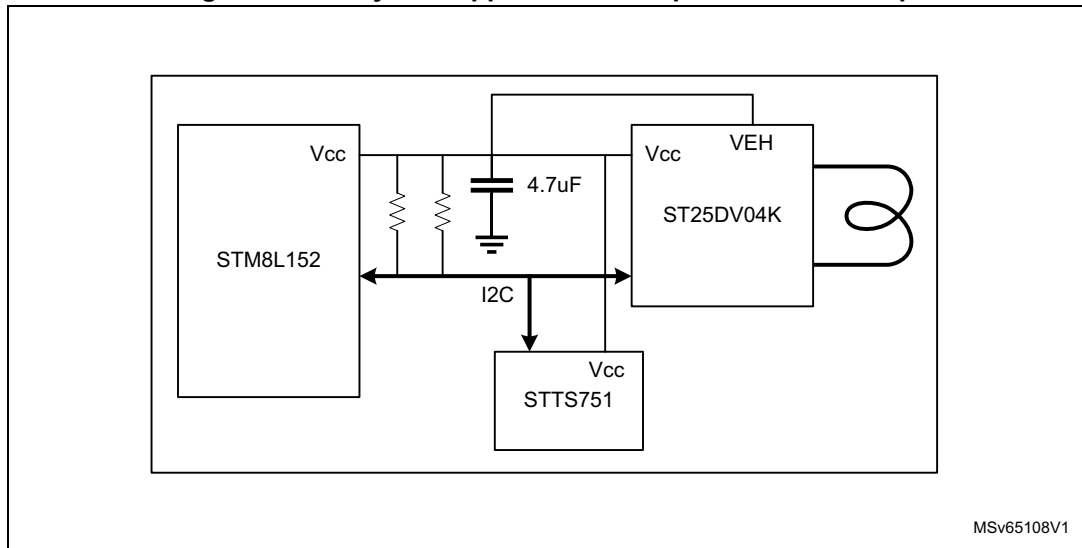 Vcc
VEH
Vcc
4.7uF
ST25DV04K
STM8L152
I2C
Vcc
STTS751
MSv65108V1